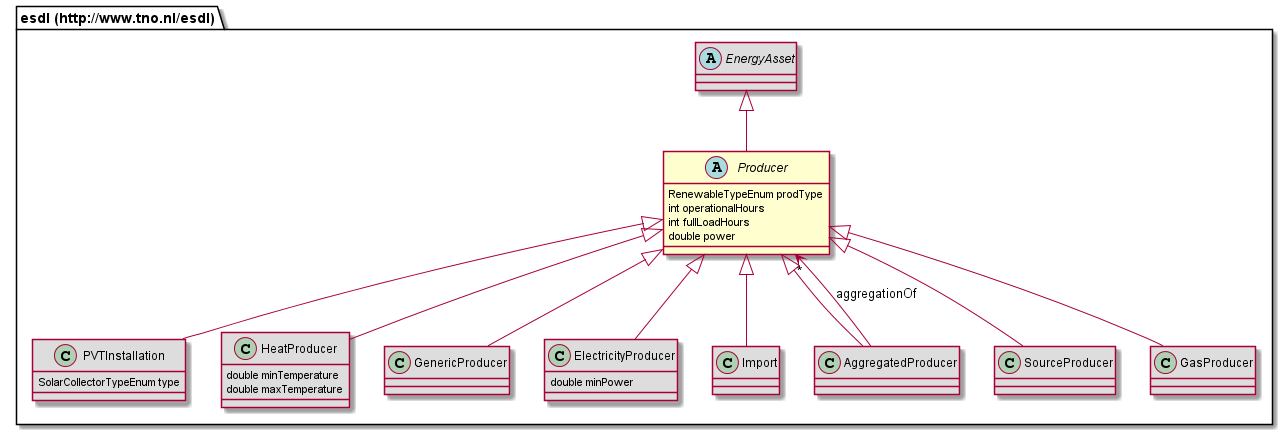 esdl (http://www.tno.nl/esdl)
A EnergyAsset
A Producer
RenewableTypeEnum prodType
int operationalHours
int fullLoadHours
double power
*
aggregationOf
C PVTInstallation
SolarCollectorTypeEnum type
C HeatProducer
double minTemperature
double maxTemperature
C GenericProducer
C ElectricityProducer
double minPower
C Import
C AggregatedProducer
C SourceProducer
C GasProducer